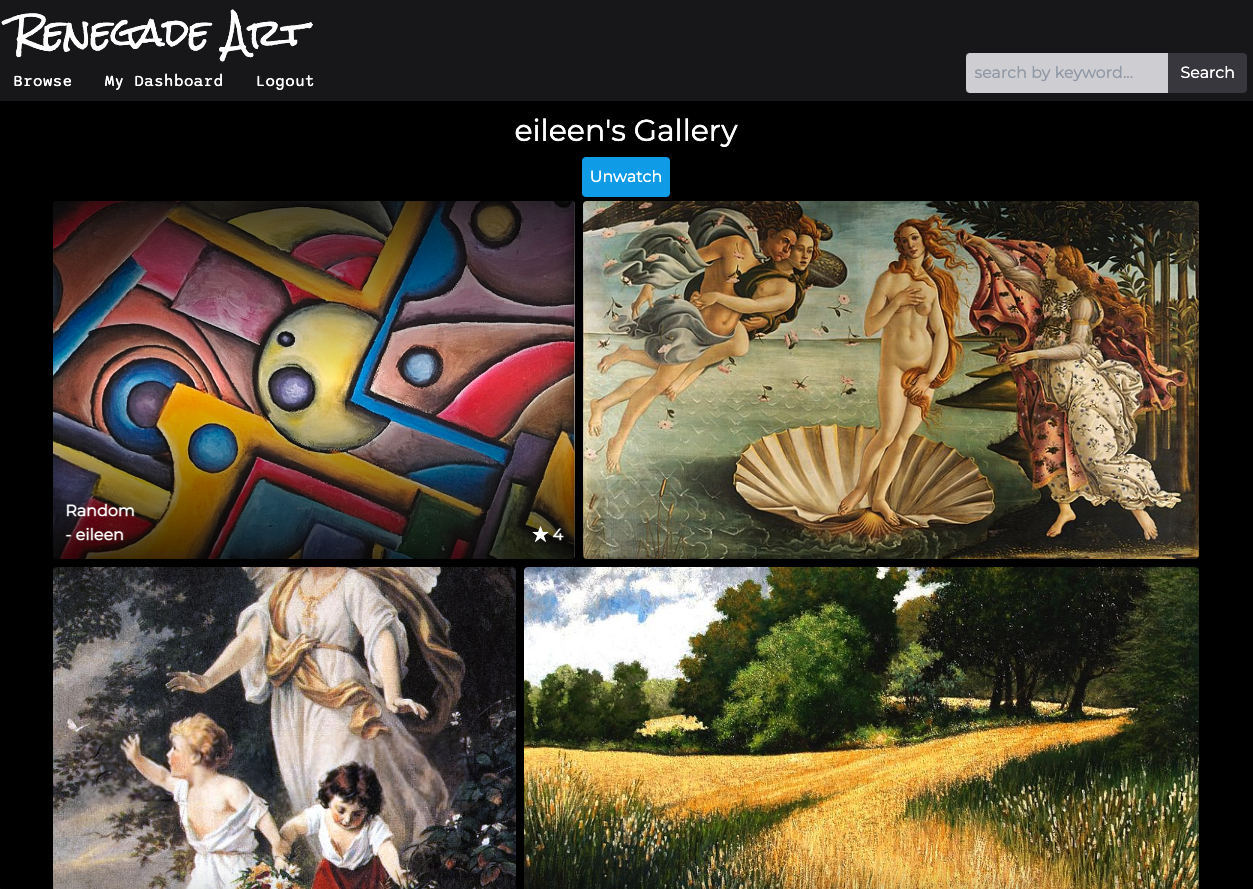 Renegade Art
Browse My Dashboard Logout
search by keyword... Search
eileen's Gallery
Unwatch
Random
- eileen
★ 4